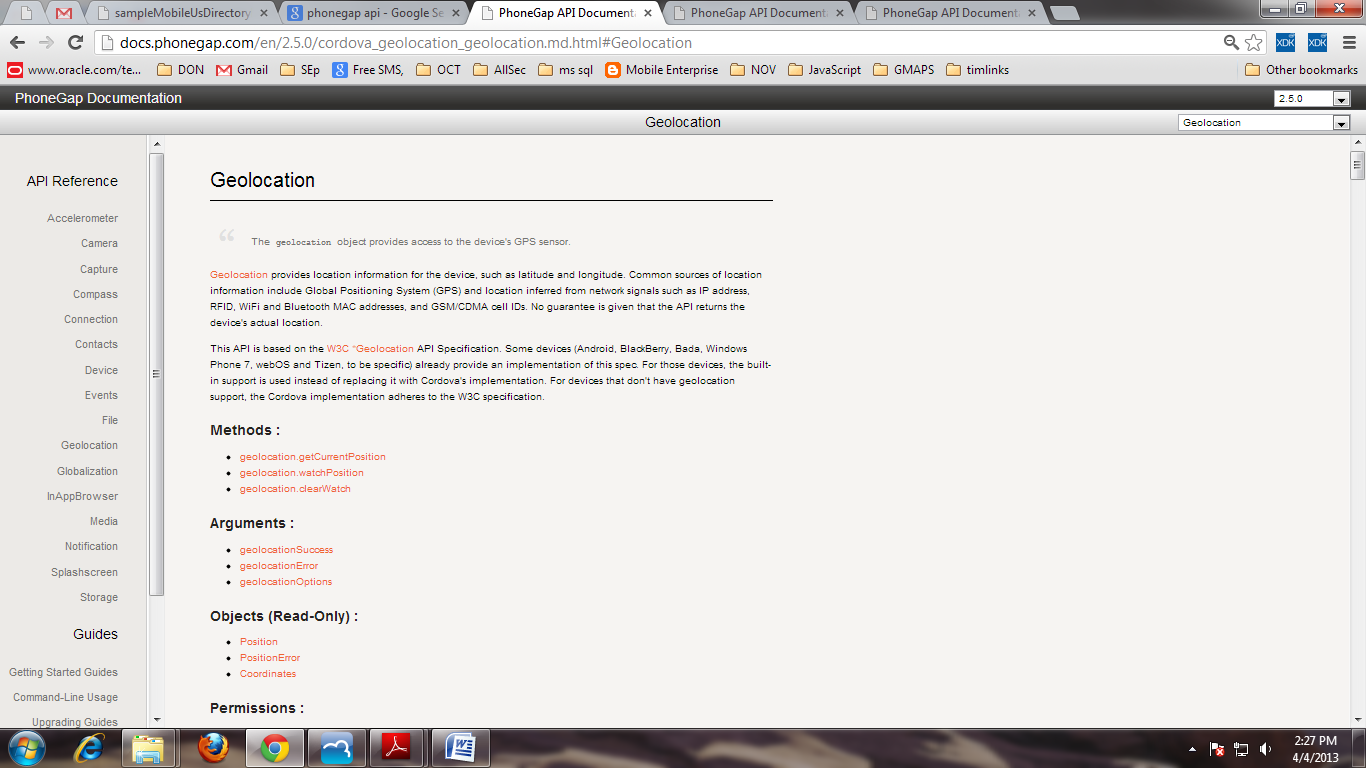 sampleMobileUsDirectory
phonegap api - Google Se
PhoneGap API Documenta
PhoneGap API Documenta
PhoneGap API Documenta
docs.phonegap.com/en/2.5.0/cordova_geolocation_geolocation.md.html#Geolocation
XDK XDK
www.oracle.com/te... DON Gmail SEp Free SMS, OCT AllSec ms sql Mobile Enterprise NOV JavaScript GMAPS timlinks Other bookmarks
PhoneGap Documentation 2.5.0
Geolocation Geolocation
API Reference
Accelerometer
Camera
Capture
Compass
Connection
Contacts
Device
Events
File
Geolocation
Globalization
InAppBrowser
Media
Notification
Splashscreen
Storage
Guides
Getting Started Guides
Command-Line Usage
Upgrading Guides
Geolocation
“ The geolocation object provides access to the device's GPS sensor.
Geolocation provides location information for the device, such as latitude and longitude. Common sources of location
information include Global Positioning System (GPS) and location inferred from network signals such as IP address,
RFID, WiFi and Bluetooth MAC addresses, and GSM/CDMA cell IDs. No guarantee is given that the API returns the
device's actual location.
This API is based on the W3C "Geolocation API Specification. Some devices (Android, BlackBerry, Bada, Windows
Phone 7, webOS and Tizen, to be specific) already provide an implementation of this spec. For those devices, the built-
in support is used instead of replacing it with Cordova's implementation. For devices that don't have geolocation
support, the Cordova implementation adheres to the W3C specification.
Methods :
• geolocation.getCurrentPosition
• geolocation.watchPosition
• geolocation.clearWatch
Arguments :
• geolocationSuccess
• geolocationError
• geolocationOptions
Objects (Read-Only) :
• Position
• PositionError
• Coordinates
Permissions :
2:27 PM
4/4/2013